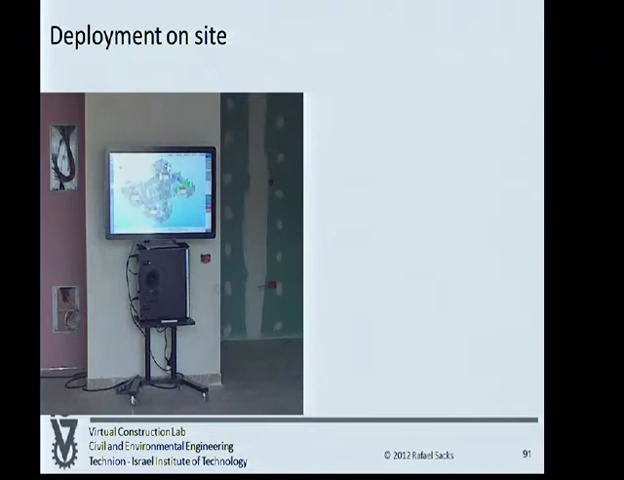 Deployment on site
Virtual Construction Lab
Civil and Environmental Engineering
Technion - Israel Institute of Technology
© 2012 Rafael Sacks
91